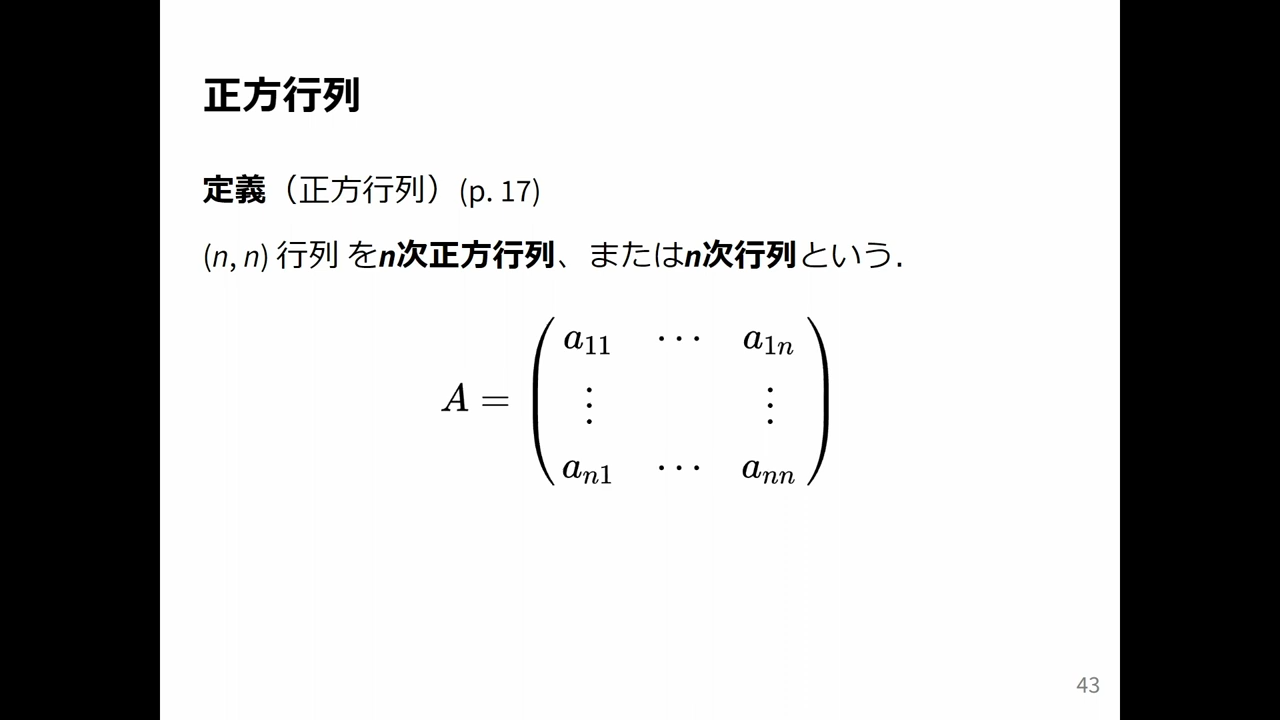 正方行列
定義（正方行列）(p. 17)
(n, n) 行列 をn次正方行列、またはn次行列という.
a₁₁ ⋯ a₁ₙ
A = ⋮ ⋮
aₙ₁ ⋯ aₙₙ
43